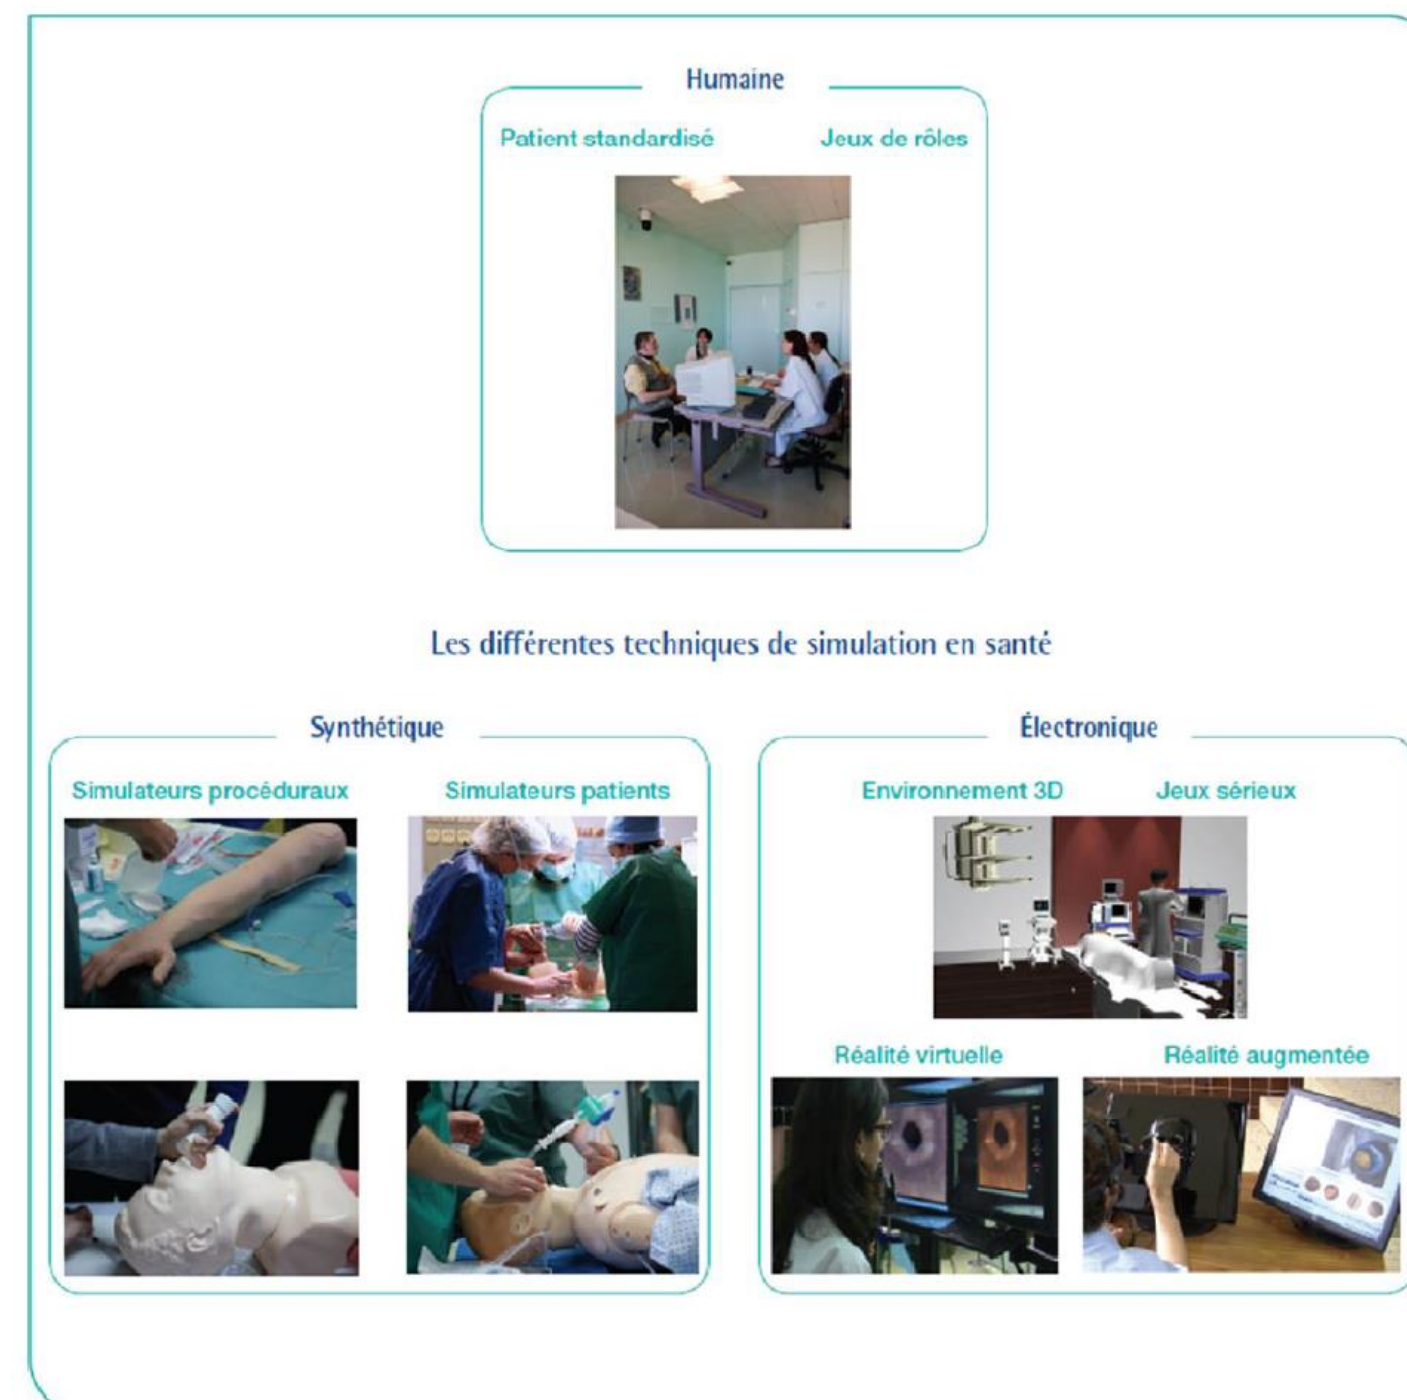 Humaine
Patient standardisé Jeux de rôles
Les différentes techniques de simulation en santé
Synthétique
Simulateurs procéduraux Simulateurs patients
Électronique
Environnement 3D Jeux sérieux
Réalité virtuelle Réalité augmentée